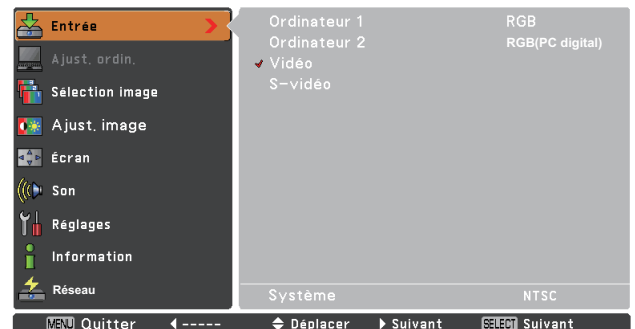 Entrée
Ajust. ordin.
Sélection image
Ajust. image
Écran
Son
Réglages
Information
Réseau
Ordinateur 1 RGB
Ordinateur 2 RGB(PC digital)
Vidéo
S-vidéo
Système NTSC
MENU Quitter ----- Déplacer Suivant SELECT Suivant